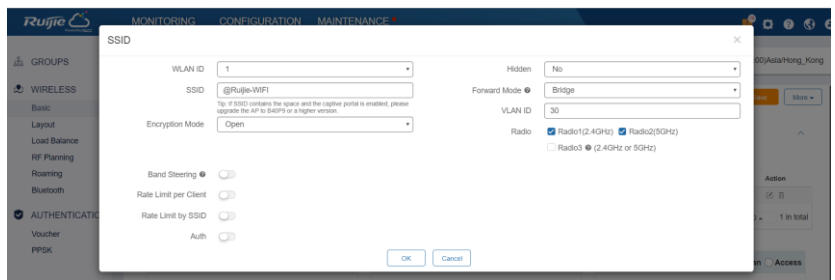 Ruijie MONITORING CONFIGURATION MAINTENANCE
SSID
GROUPS
WIRELESS
Basic
Layout
Load Balance
RF Planning
Roaming
Bluetooth
AUTHENTICATIC
Voucher
PPSK
WLAN ID 1
SSID @Ruijie-WIFI
Tip: If SSID contains the space and the captive portal is enabled, please
upgrade the AP to B40P9 or a higher version.
Encryption Mode Open
Band Steering
Rate Limit per Client
Rate Limit by SSID
Auth
Hidden No
Forward Mode Bridge
VLAN ID 30
Radio Radio1(2.4GHz) Radio2(5GHz)
Radio3 (2.4GHz or 5GHz)
OK Cancel
:00)Asia/Hong_Kong
More
Action
1 in total
Access